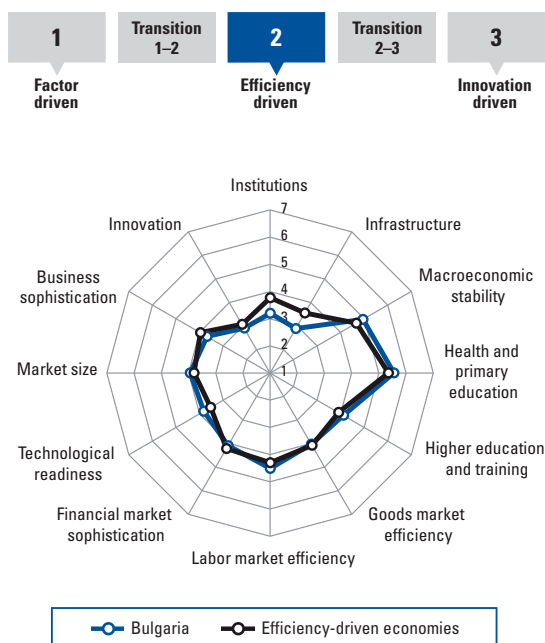 1
Transition
1–2
2
Transition
2–3
3
Factor
driven
Efficiency
driven
Innovation
driven
Institutions
Infrastructure
Macroeconomic
stability
Health and
primary
education
Higher education
and training
Goods market
efficiency
Labor market efficiency
Financial market
sophistication
Technological
readiness
Market size
Business
sophistication
Innovation
7
6
5
4
3
2
1
Bulgaria
Efficiency-driven economies